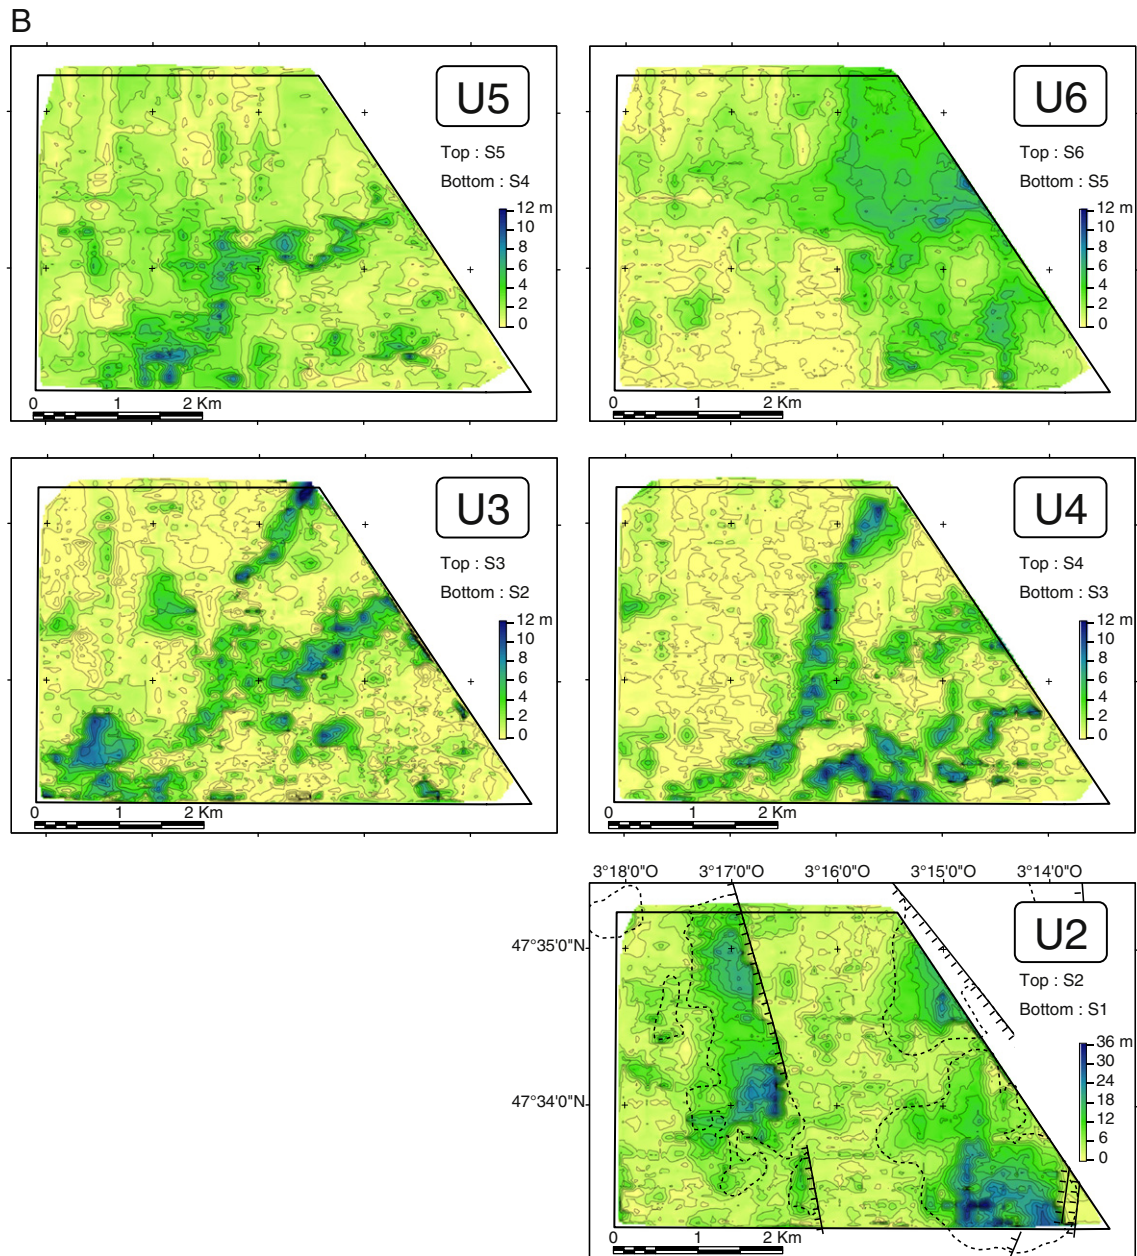 B
U5
Top : S5
Bottom : S4
12 m
10
8
6
4
2
0
0 1 2 Km
U6
Top : S6
Bottom : S5
12 m
10
8
6
4
2
0
0 1 2 Km
U3
Top : S3
Bottom : S2
12 m
10
8
6
4
2
0
0 1 2 Km
U4
Top : S4
Bottom : S3
12 m
10
8
6
4
2
0
0 1 2 Km
3°18'0"O 3°17'0"O 3°16'0"O 3°15'0"O 3°14'0"O
47°35'0"N
47°34'0"N
U2
Top : S2
Bottom : S1
36 m
30
24
18
12
6
0
0 1 2 Km